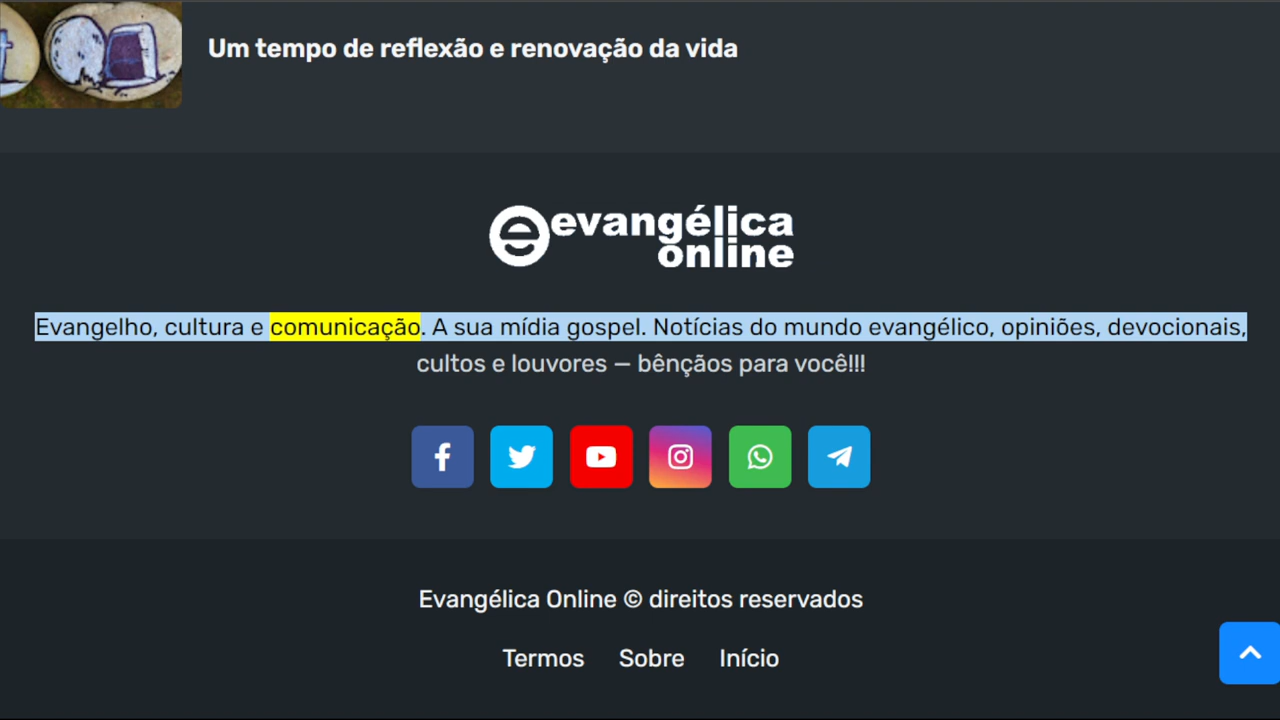 Um tempo de reflexão e renovação da vida
evangélica
online
Evangelho, cultura e comunicação. A sua mídia gospel. Notícias do mundo evangélico, opiniões, devocionais,
cultos e louvores — bênçãos para você!!!
Evangélica Online © direitos reservados
Termos Sobre Início